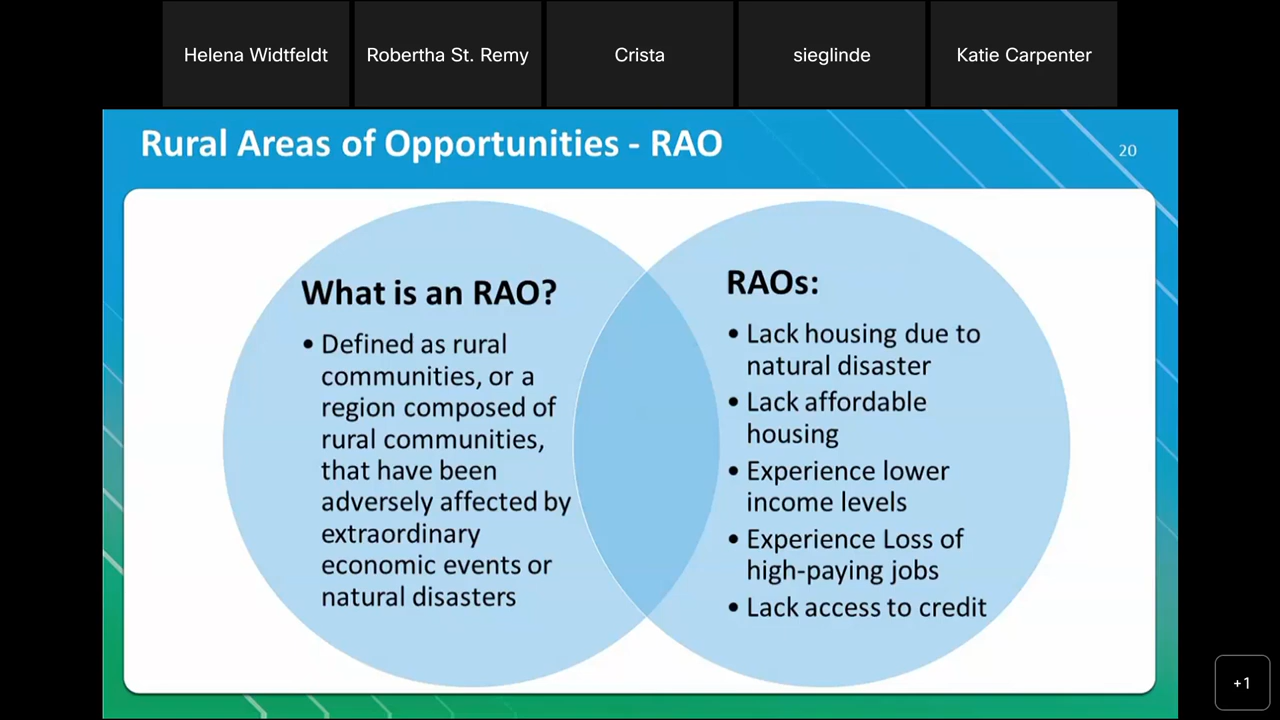 Helena Widtfeldt
Robertha St. Remy
Crista
sieglinde
Katie Carpenter
Rural Areas of Opportunities - RAO
20
What is an RAO?
• Defined as rural
communities, or a
region composed of
rural communities,
that have been
adversely affected by
extraordinary
economic events or
natural disasters
RAOs:
• Lack housing due to
natural disaster
• Lack affordable
housing
• Experience lower
income levels
• Experience Loss of
high-paying jobs
• Lack access to credit
+1